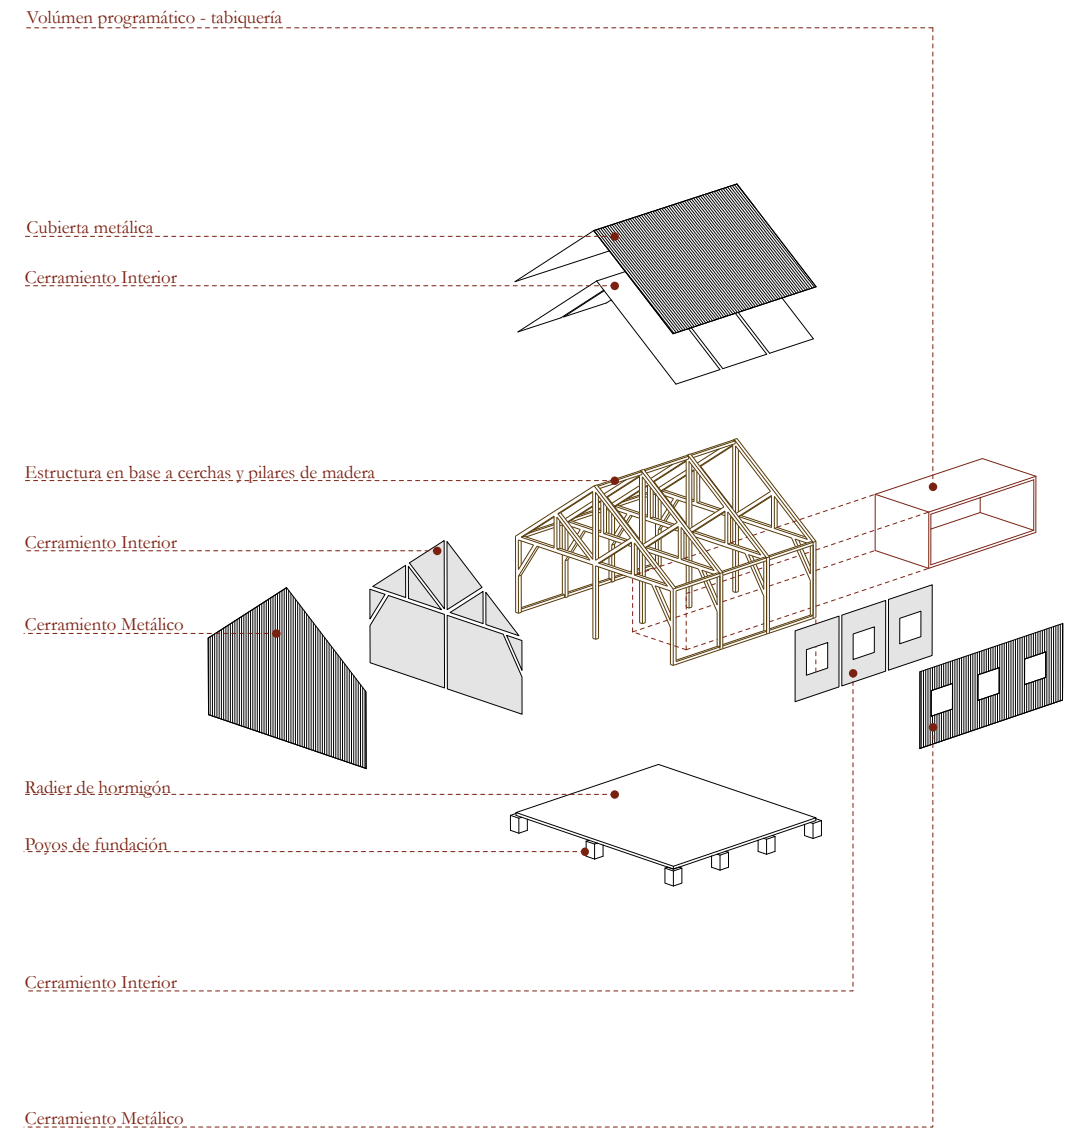 Volúmen programático - tabiquería
Cubierta metálica
Cerramiento Interior
Estructura en base a cerchas y pilares de madera
Cerramiento Interior
Cerramiento Metálico
Radier de hormigón
Poyos de fundación
Cerramiento Interior
Cerramiento Metálico